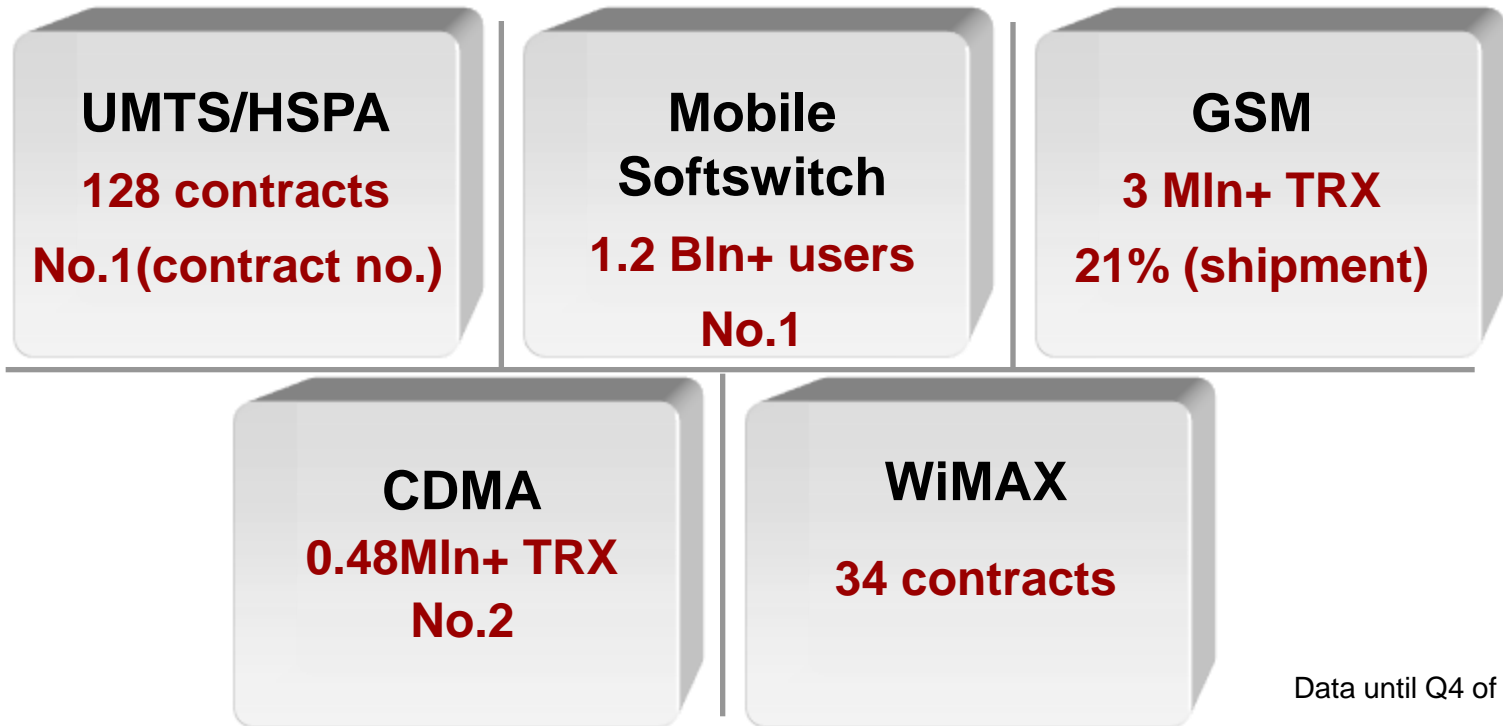 UMTS/HSPA
128 contracts
No.1(contract no.)
Mobile
Softswitch
1.2 Bln+ users
No.1
GSM
3 Mln+ TRX
21% (shipment)
CDMA
0.48Mln+ TRX
No.2
WiMAX
34 contracts
Data until Q4 of